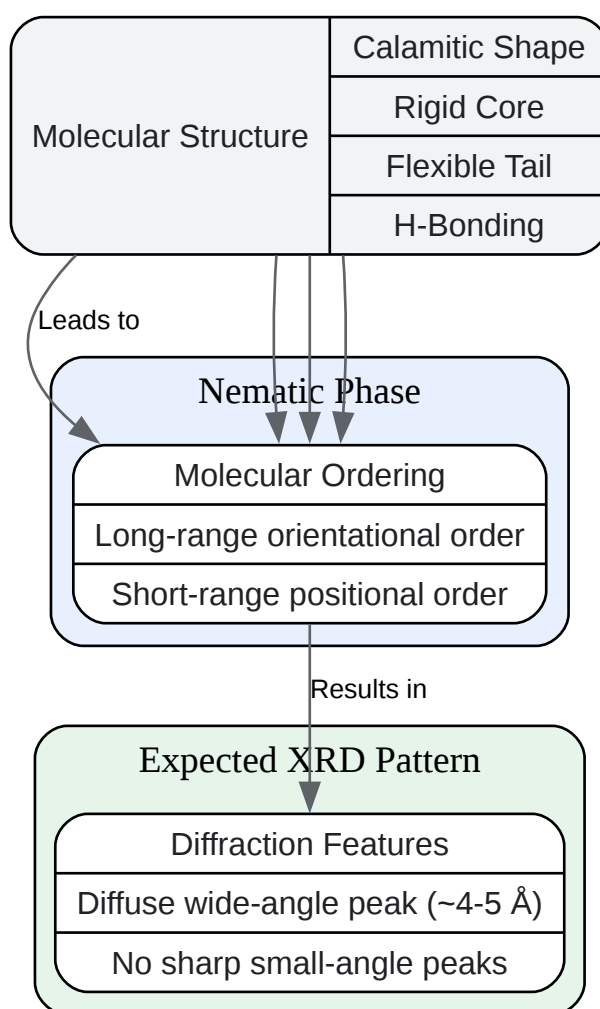 Molecular Structure
Calamitic Shape
Rigid Core
Flexible Tail
H-Bonding
Leads to
Nematic Phase
Molecular Ordering
Long-range orientational order
Short-range positional order
Results in
Expected XRD Pattern
Diffraction Features
Diffuse wide-angle peak (~4-5 Å)
No sharp small-angle peaks